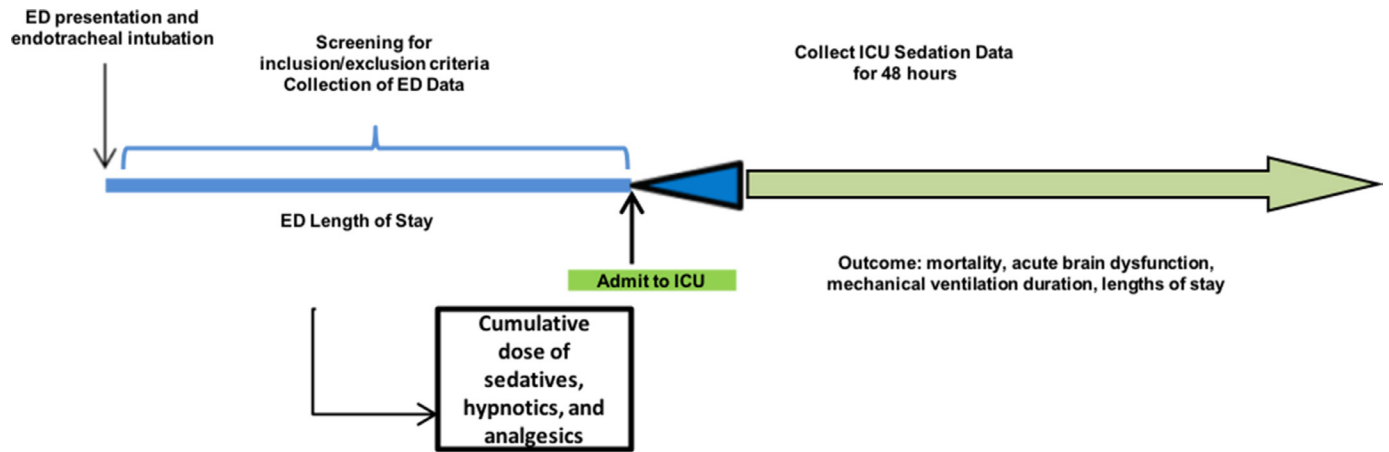 ED presentation and
endotracheal intubation
Screening for
inclusion/exclusion criteria
Collection of ED Data
Collect ICU Sedation Data
for 48 hours
ED Length of Stay
Admit to ICU
Outcome: mortality, acute brain dysfunction,
mechanical ventilation duration, lengths of stay
Cumulative
dose of
sedatives,
hypnotics, and
analgesics